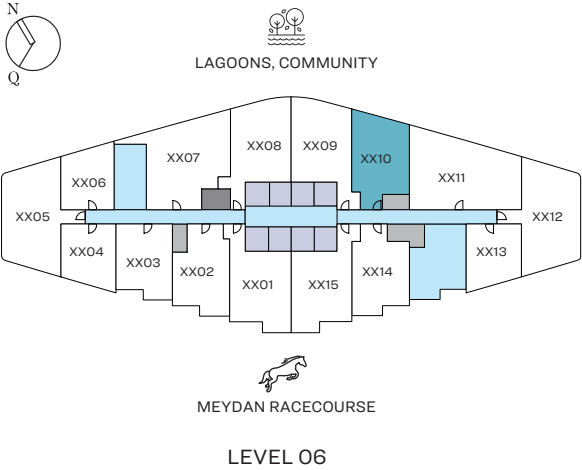 N
Q
LAGOONS, COMMUNITY
XX08
XX09
XX07
XX10
XX11
XX06
XX05
XX12
XX04
XX03
XX02
XX01
XX15
XX14
XX13
MEYDAN RACECOURSE
LEVEL 06